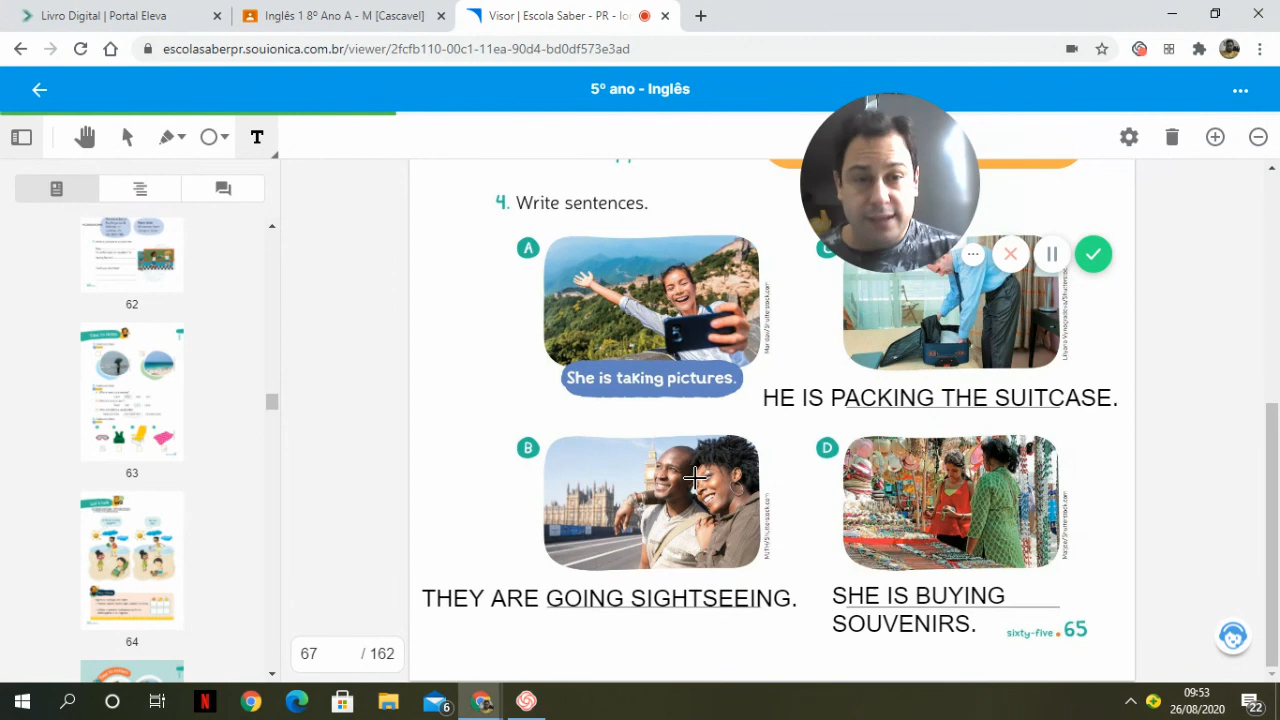 Livro Digital | Portal Eleva
Inglês 1 8º Ano A - M [Cascavel]
Visor | Escola Saber - PR - Ior
escolasaberpr.souionica.com.br/viewer/2fcfb110-00c1-11ea-90d4-bd0df573e3ad
5º ano - Inglês
T
4. Write sentences.
A
She is taking pictures.
HE IS PACKING THE SUITCASE.
B
D
THEY ARE GOING SIGHTSEEING.
SHE IS BUYING
SOUVENIRS.
sixty-five • 65
62
63
64
67 / 162
6
09:53
26/08/2020
22